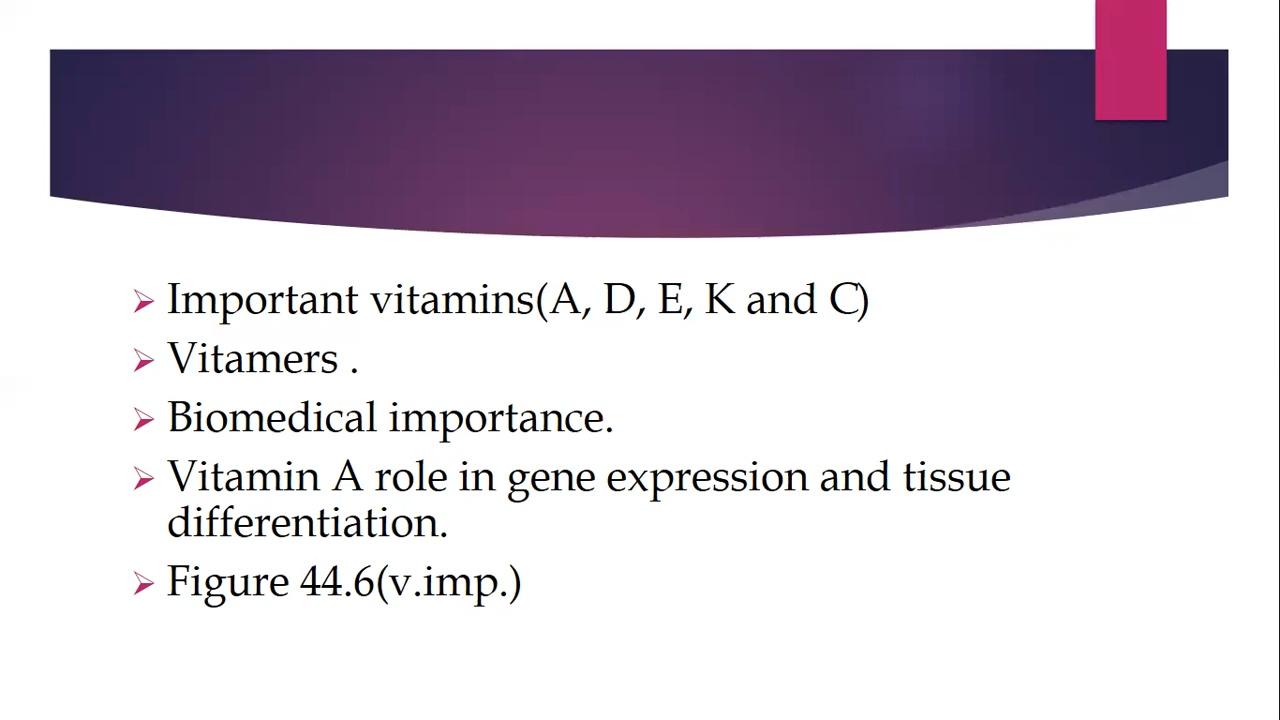 Important vitamins(A, D, E, K and C)
Vitamers .
Biomedical importance.
Vitamin A role in gene expression and tissue
differentiation.
Figure 44.6(v.imp.)